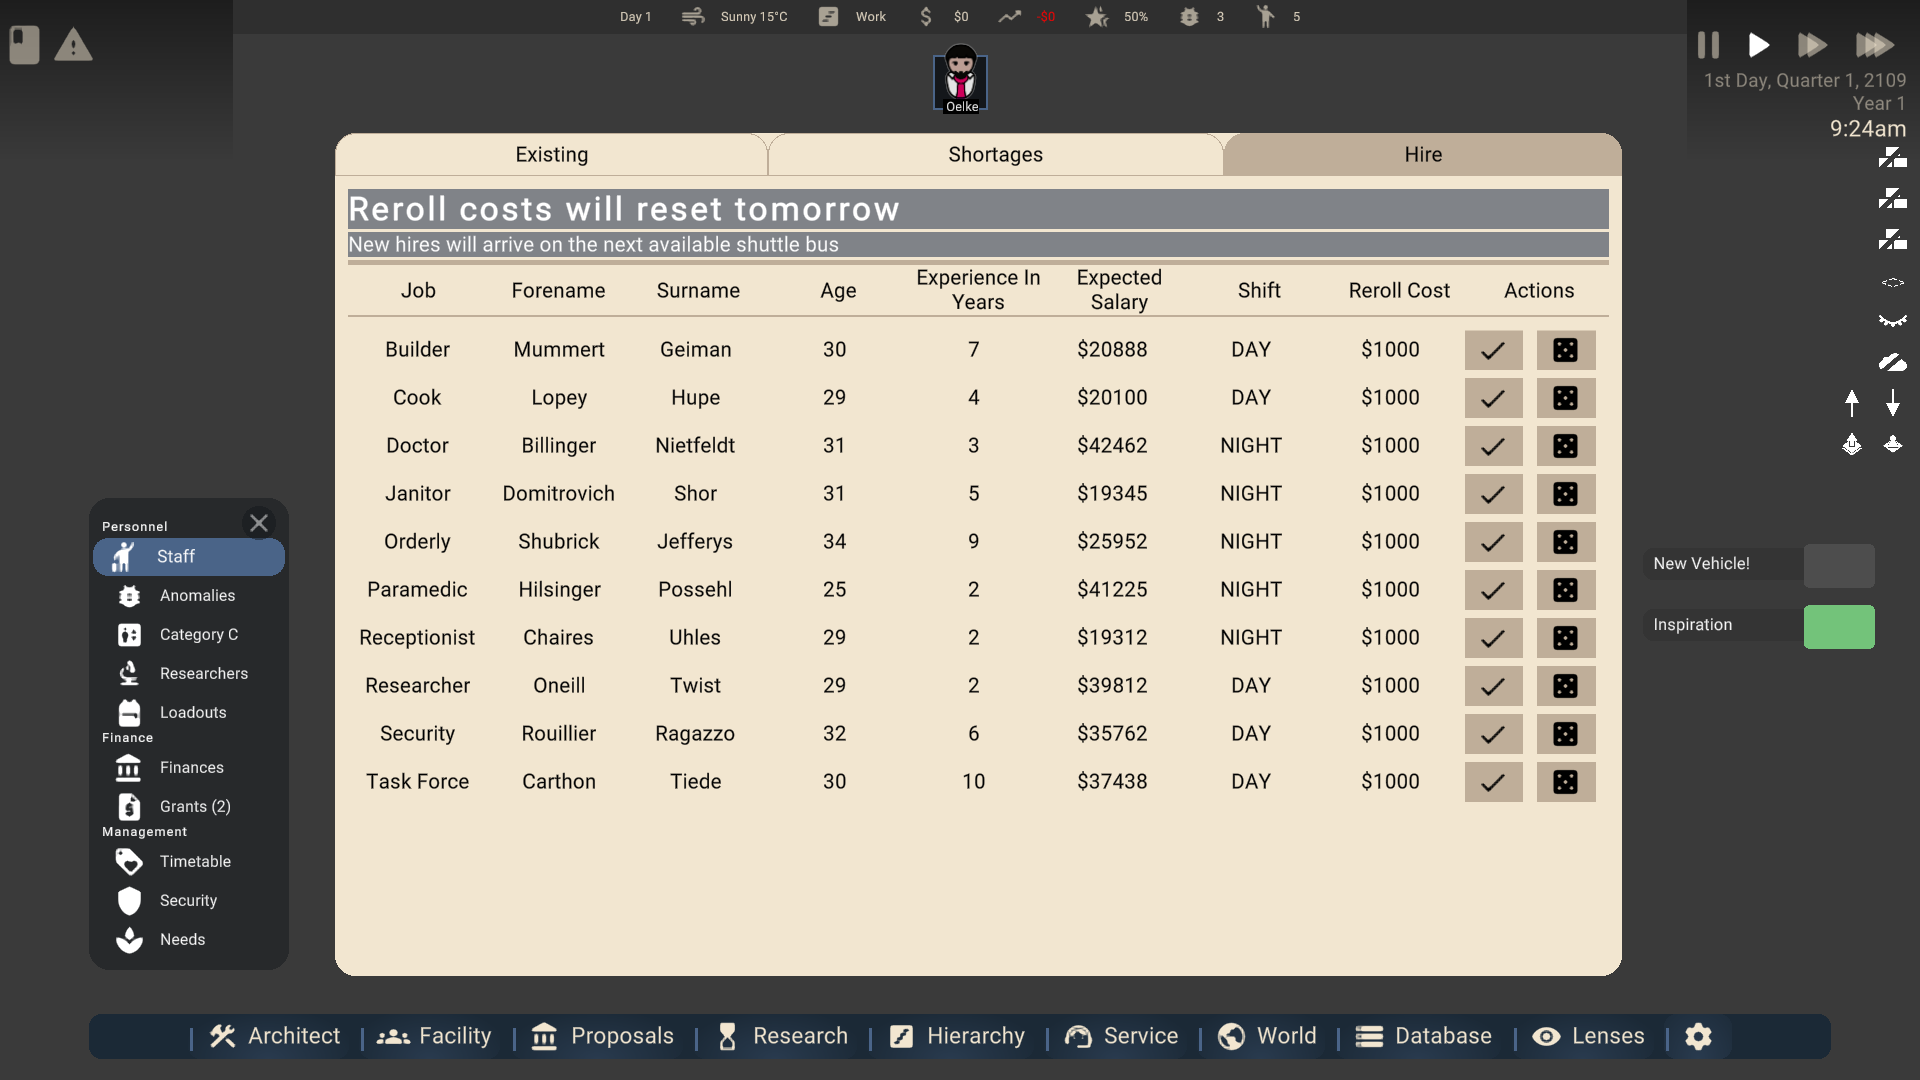 Day 1 Sunny 15°C Work $0 -$0 50% 3 5
1st Day, Quarter 1, 2109
Year 1
9:24am
Oelke
Existing Shortages Hire
Reroll costs will reset tomorrow
New hires will arrive on the next available shuttle bus
Job Forename Surname Age Experience In Years Expected Salary Shift Reroll Cost Actions
Builder Mummert Geiman 30 7 $20888 DAY $1000
Cook Lopey Hupe 29 4 $20100 DAY $1000
Doctor Billinger Nietfeldt 31 3 $42462 NIGHT $1000
Janitor Domitrovich Shor 31 5 $19345 NIGHT $1000
Orderly Shubrick Jefferys 34 9 $25952 NIGHT $1000
Paramedic Hilsinger Possehl 25 2 $41225 NIGHT $1000
Receptionist Chaires Uhles 29 2 $19312 NIGHT $1000
Researcher Oneill Twist 29 2 $39812 DAY $1000
Security Rouillier Ragazzo 32 6 $35762 DAY $1000
Task Force Carthon Tiede 30 10 $37438 DAY $1000
Personnel
Staff
Anomalies
Category C
Researchers
Loadouts
Finance
Finances
Grants (2)
Management
Timetable
Security
Needs
New Vehicle!
Inspiration
Architect Facility Proposals Research Hierarchy Service World Database Lenses